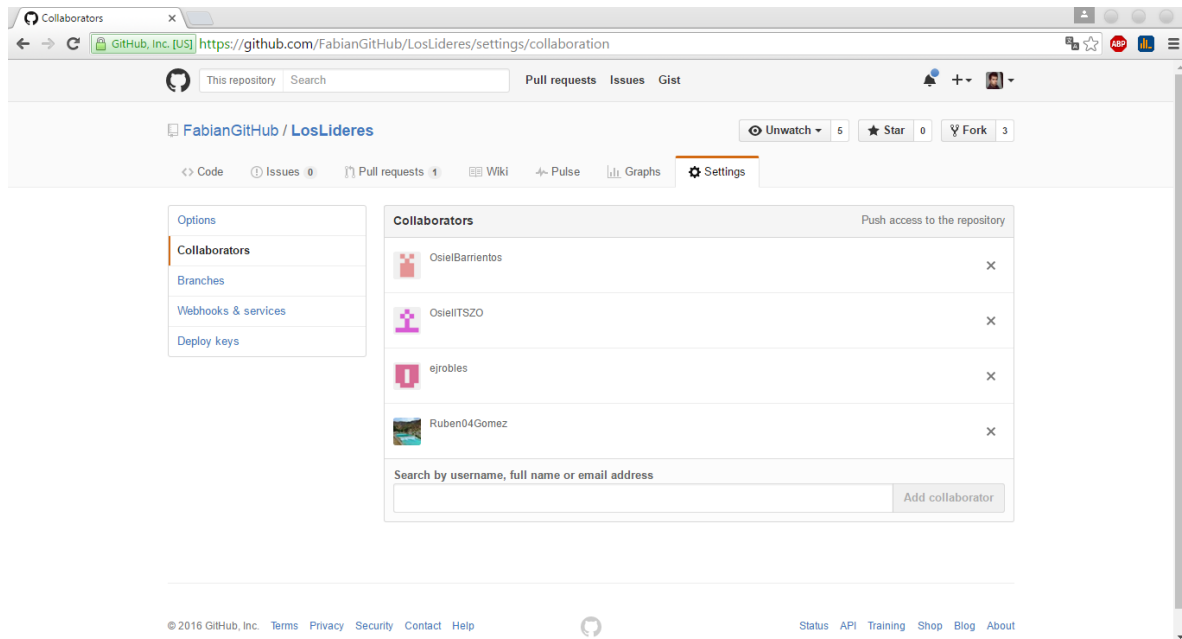 Collaborators
GitHub, Inc. [US] https://github.com/FabianGitHub/LosLideres/settings/collaboration
ABP
This repository Search Pull requests Issues Gist
FabianGitHub / LosLideres Unwatch 5 Star 0 Fork 3
Code Issues 0 Pull requests 1 Wiki Pulse Graphs Settings
Options
Collaborators
Branches
Webhooks & services
Deploy keys
Collaborators Push access to the repository
OsielBarrientos
OsielITSZO
ejrobles
Ruben04Gomez
Search by username, full name or email address
Add collaborator
© 2016 GitHub, Inc. Terms Privacy Security Contact Help Status API Training Shop Blog About